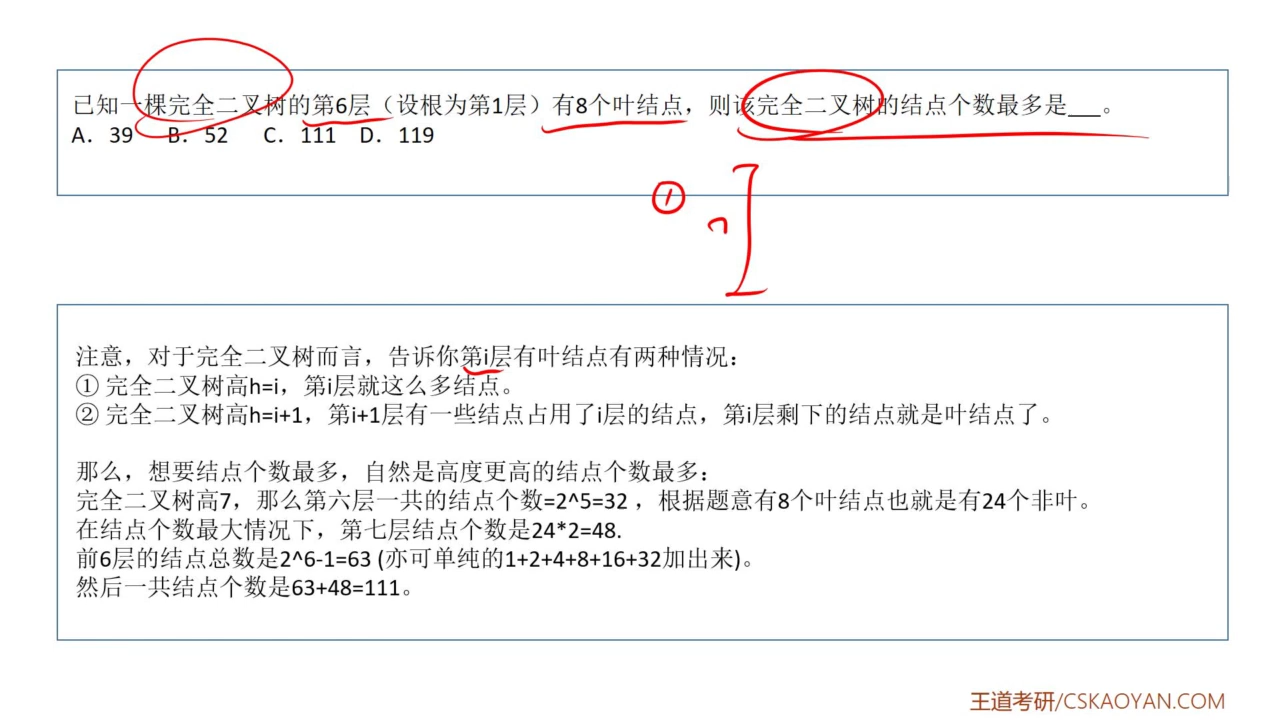 已知一棵完全二叉树的第6层（设根为第1层）有8个叶结点，则该完全二叉树的结点个数最多是___。
A．39 B．52 C．111 D．119
①
注意，对于完全二叉树而言，告诉你第i层有叶结点有两种情况：
① 完全二叉树高h=i，第i层就这么多结点。
② 完全二叉树高h=i+1，第i+1层有一些结点占用了i层的结点，第i层剩下的结点就是叶结点了。
那么，想要结点个数最多，自然是高度更高的结点个数最多：
完全二叉树高7，那么第六层一共的结点个数=2^5=32 ，根据题意有8个叶结点也就是有24个非叶。
在结点个数最大情况下，第七层结点个数是24*2=48.
前6层的结点总数是2^6-1=63 (亦可单纯的1+2+4+8+16+32加出来)。
然后一共结点个数是63+48=111。
王道考研/CSKAOYAN.COM